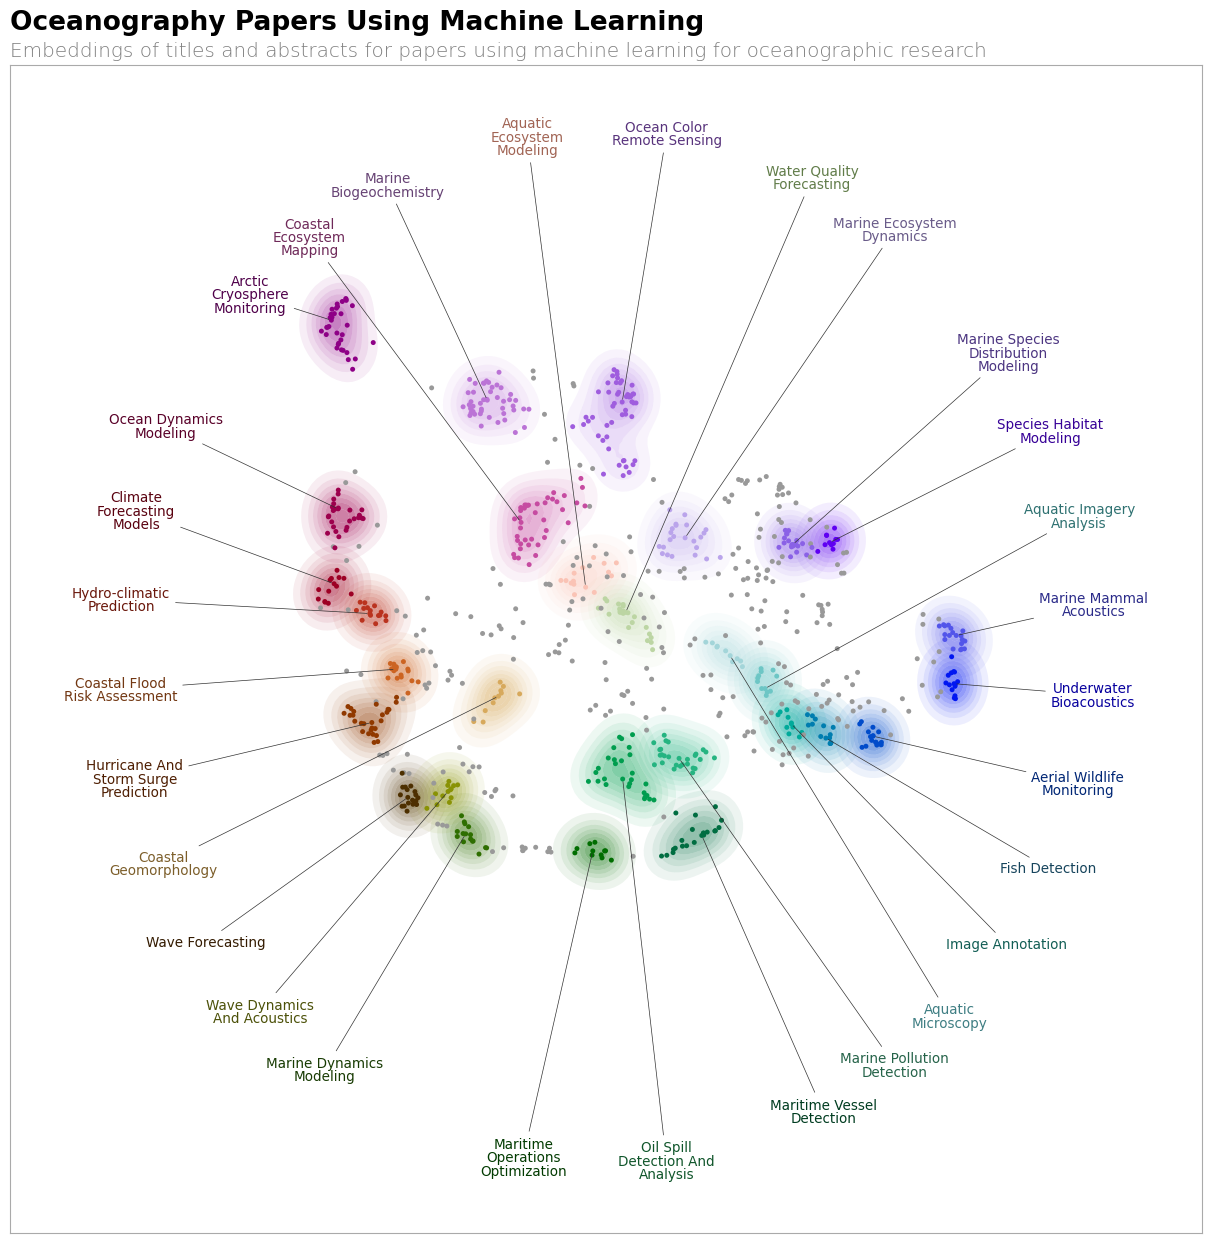 Oceanography Papers Using Machine Learning
Embeddings of titles and abstracts for papers using machine learning for oceanographic research
Aquatic
Ecosystem
Modeling
Ocean Color
Remote Sensing
Marine
Biogeochemistry
Water Quality
Forecasting
Coastal
Ecosystem
Mapping
Marine Ecosystem
Dynamics
Arctic
Cryosphere
Monitoring
Marine Species
Distribution
Modeling
Ocean Dynamics
Modeling
Species Habitat
Modeling
Climate
Forecasting
Models
Aquatic Imagery
Analysis
Hydro-climatic
Prediction
Marine Mammal
Acoustics
Coastal Flood
Risk Assessment
Underwater
Bioacoustics
Hurricane And
Storm Surge
Prediction
Aerial Wildlife
Monitoring
Coastal
Geomorphology
Fish Detection
Wave Forecasting
Image Annotation
Wave Dynamics
And Acoustics
Aquatic
Microscopy
Marine Dynamics
Modeling
Marine Pollution
Detection
Maritime Vessel
Detection
Maritime
Operations
Optimization
Oil Spill
Detection And
Analysis